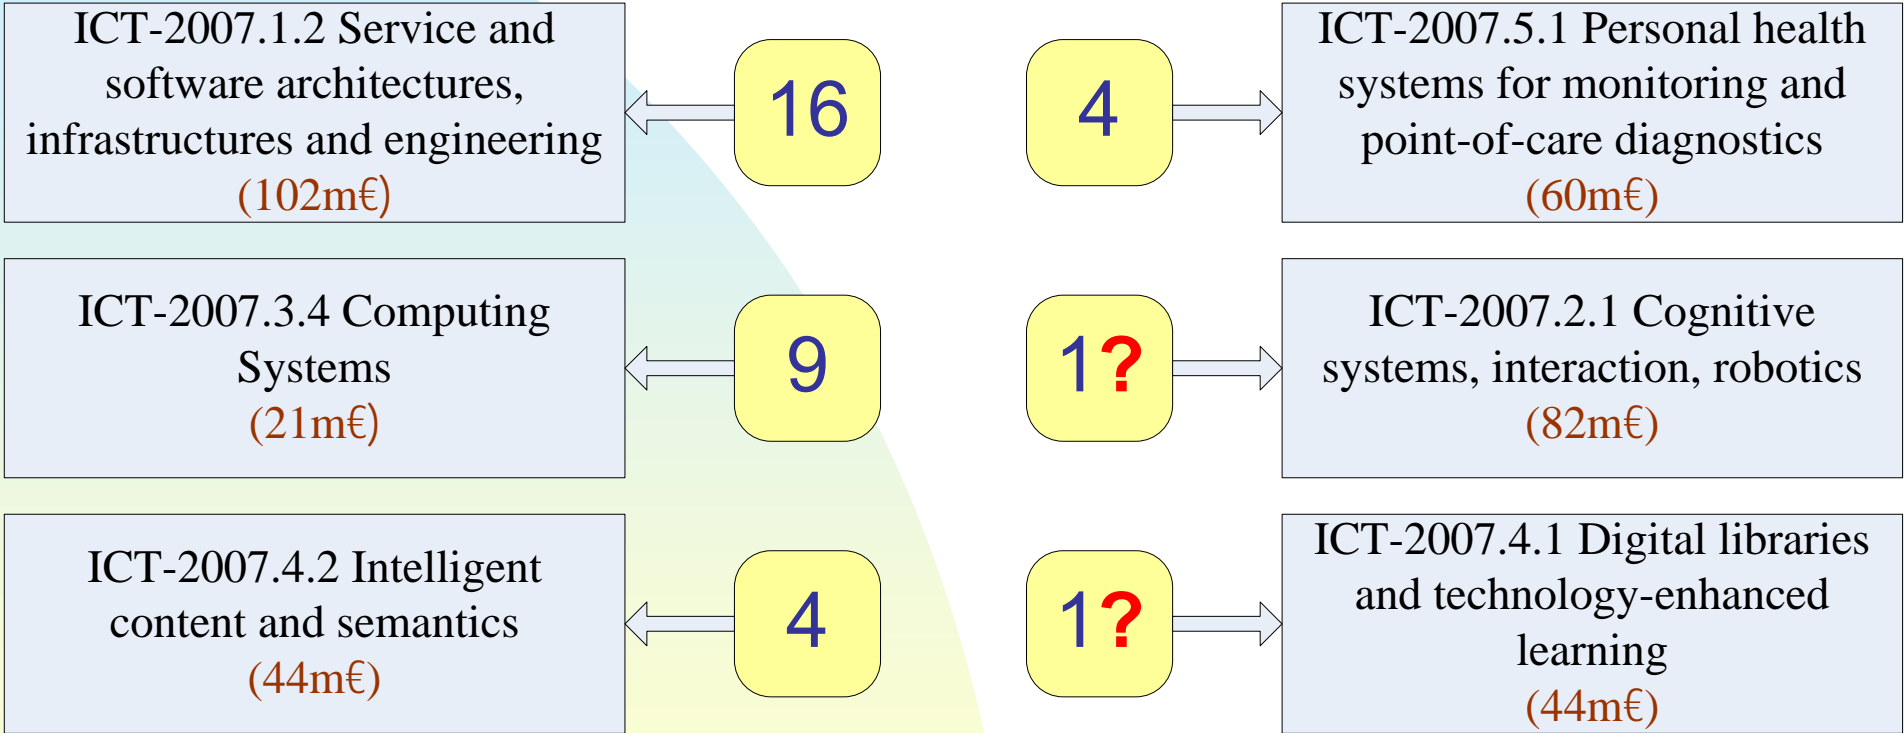 ICT-2007.1.2 Service and
software architectures,
infrastructures and engineering
(102m€)
16
4
ICT-2007.5.1 Personal health
systems for monitoring and
point-of-care diagnostics
(60m€)
ICT-2007.3.4 Computing
Systems
(21m€)
9
1?
ICT-2007.2.1 Cognitive
systems, interaction, robotics
(82m€)
ICT-2007.4.2 Intelligent
content and semantics
(44m€)
4
1?
ICT-2007.4.1 Digital libraries
and technology-enhanced
learning
(44m€)